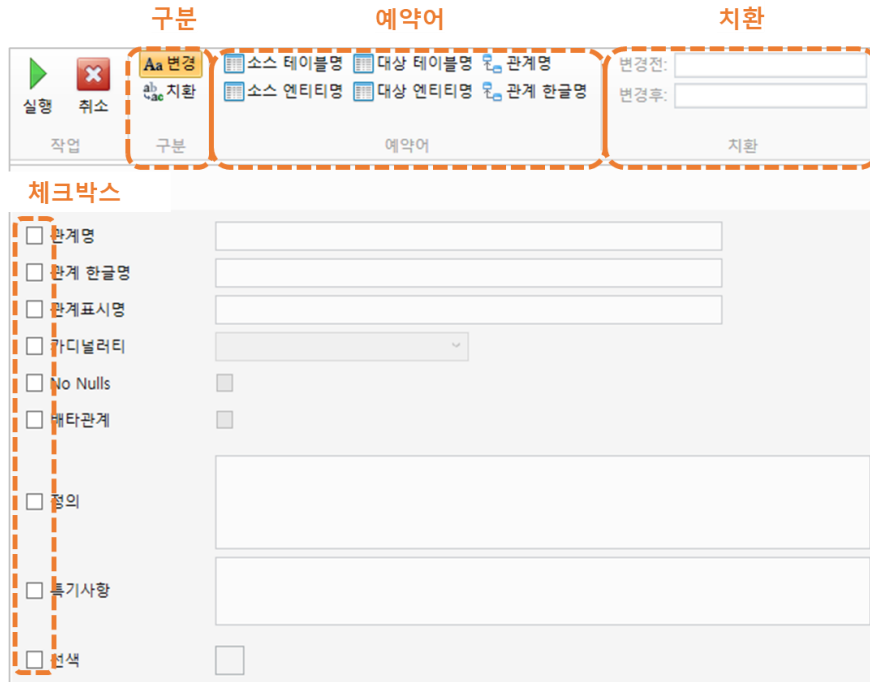 구분 예약어 치환
Aa 변경 소스 테이블명 대상 테이블명 관계명 변경전:
실행 취소 ab ac 치환 소스 엔티티명 대상 엔티티명 관계 한글명 변경후:
작업 구분 예약어 치환
체크박스
관계명
관계 한글명
관계표시명
카디널러티
No Nulls
배타관계
정의
특기사항
선색